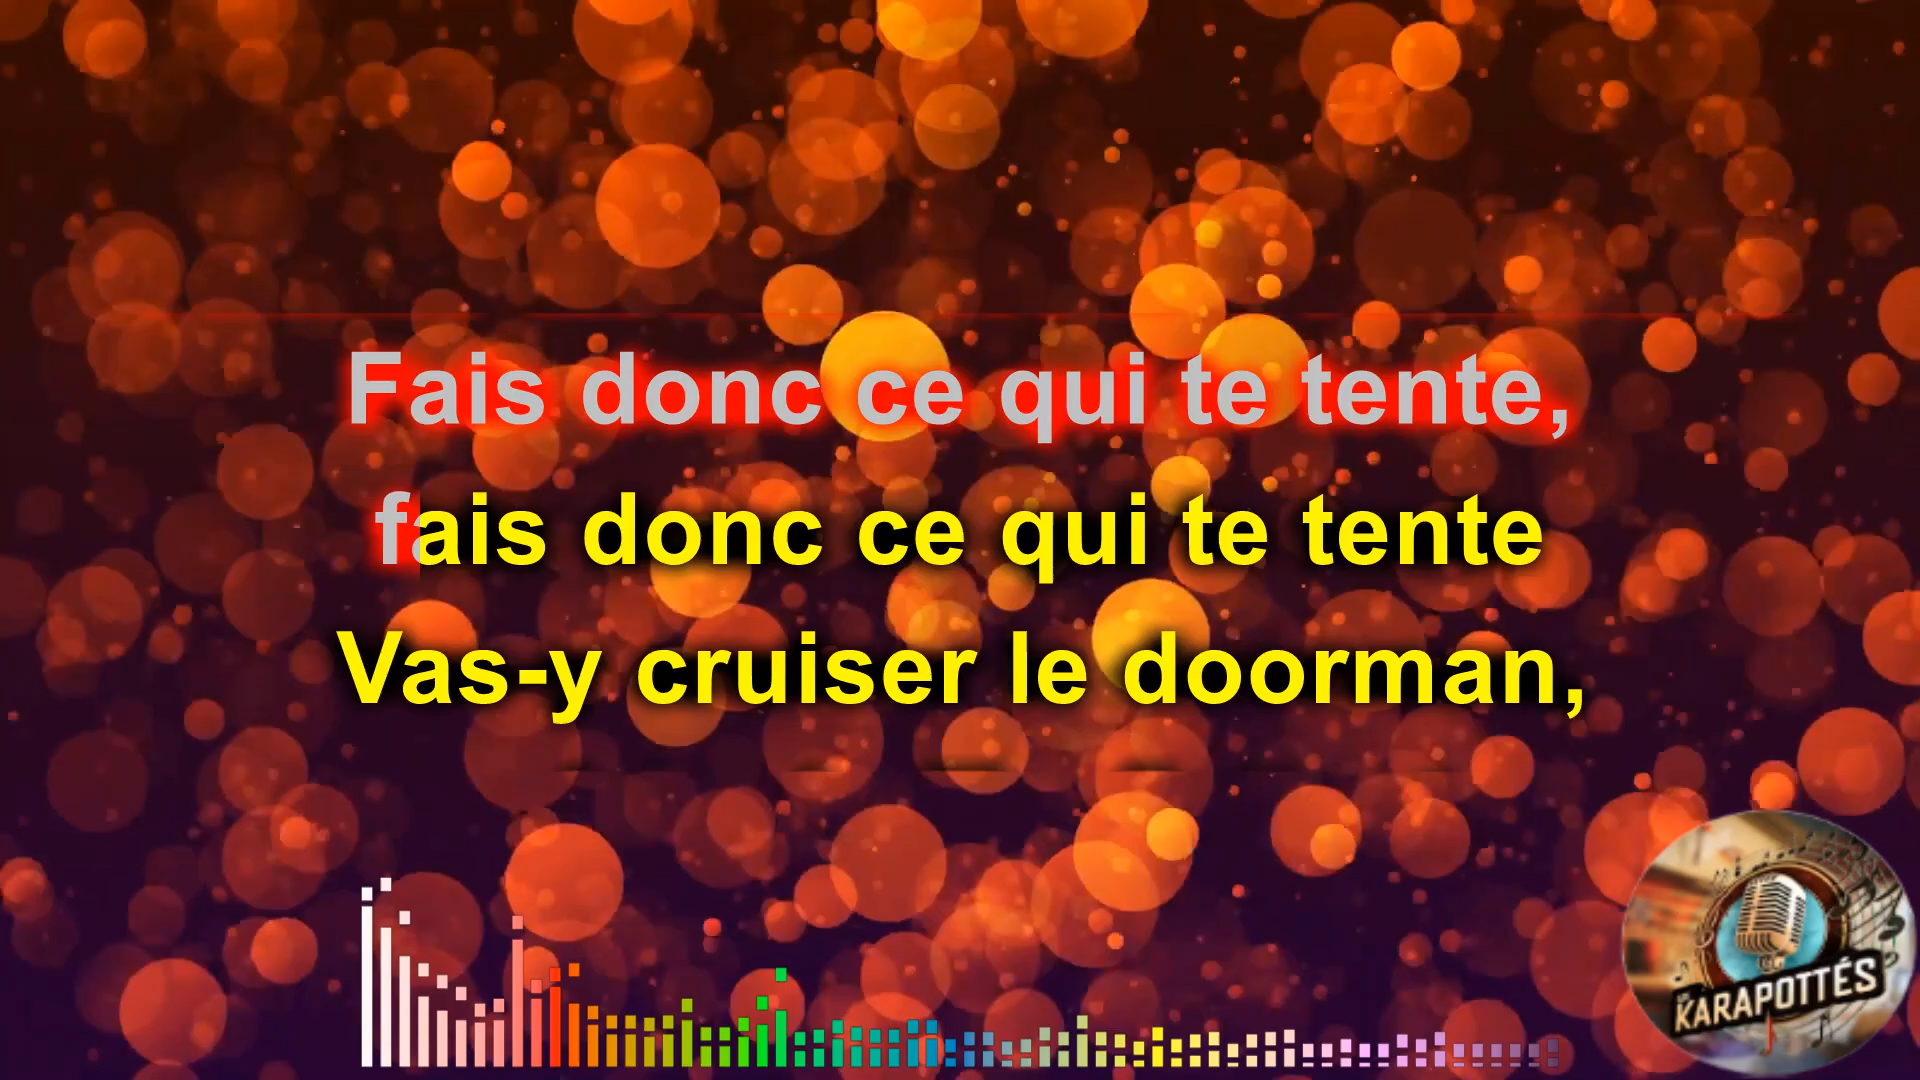 Fais donc ce qui te tente,
fais donc ce qui te tente
Vas-y cruiser le doorman,
KARAPOTTÉS